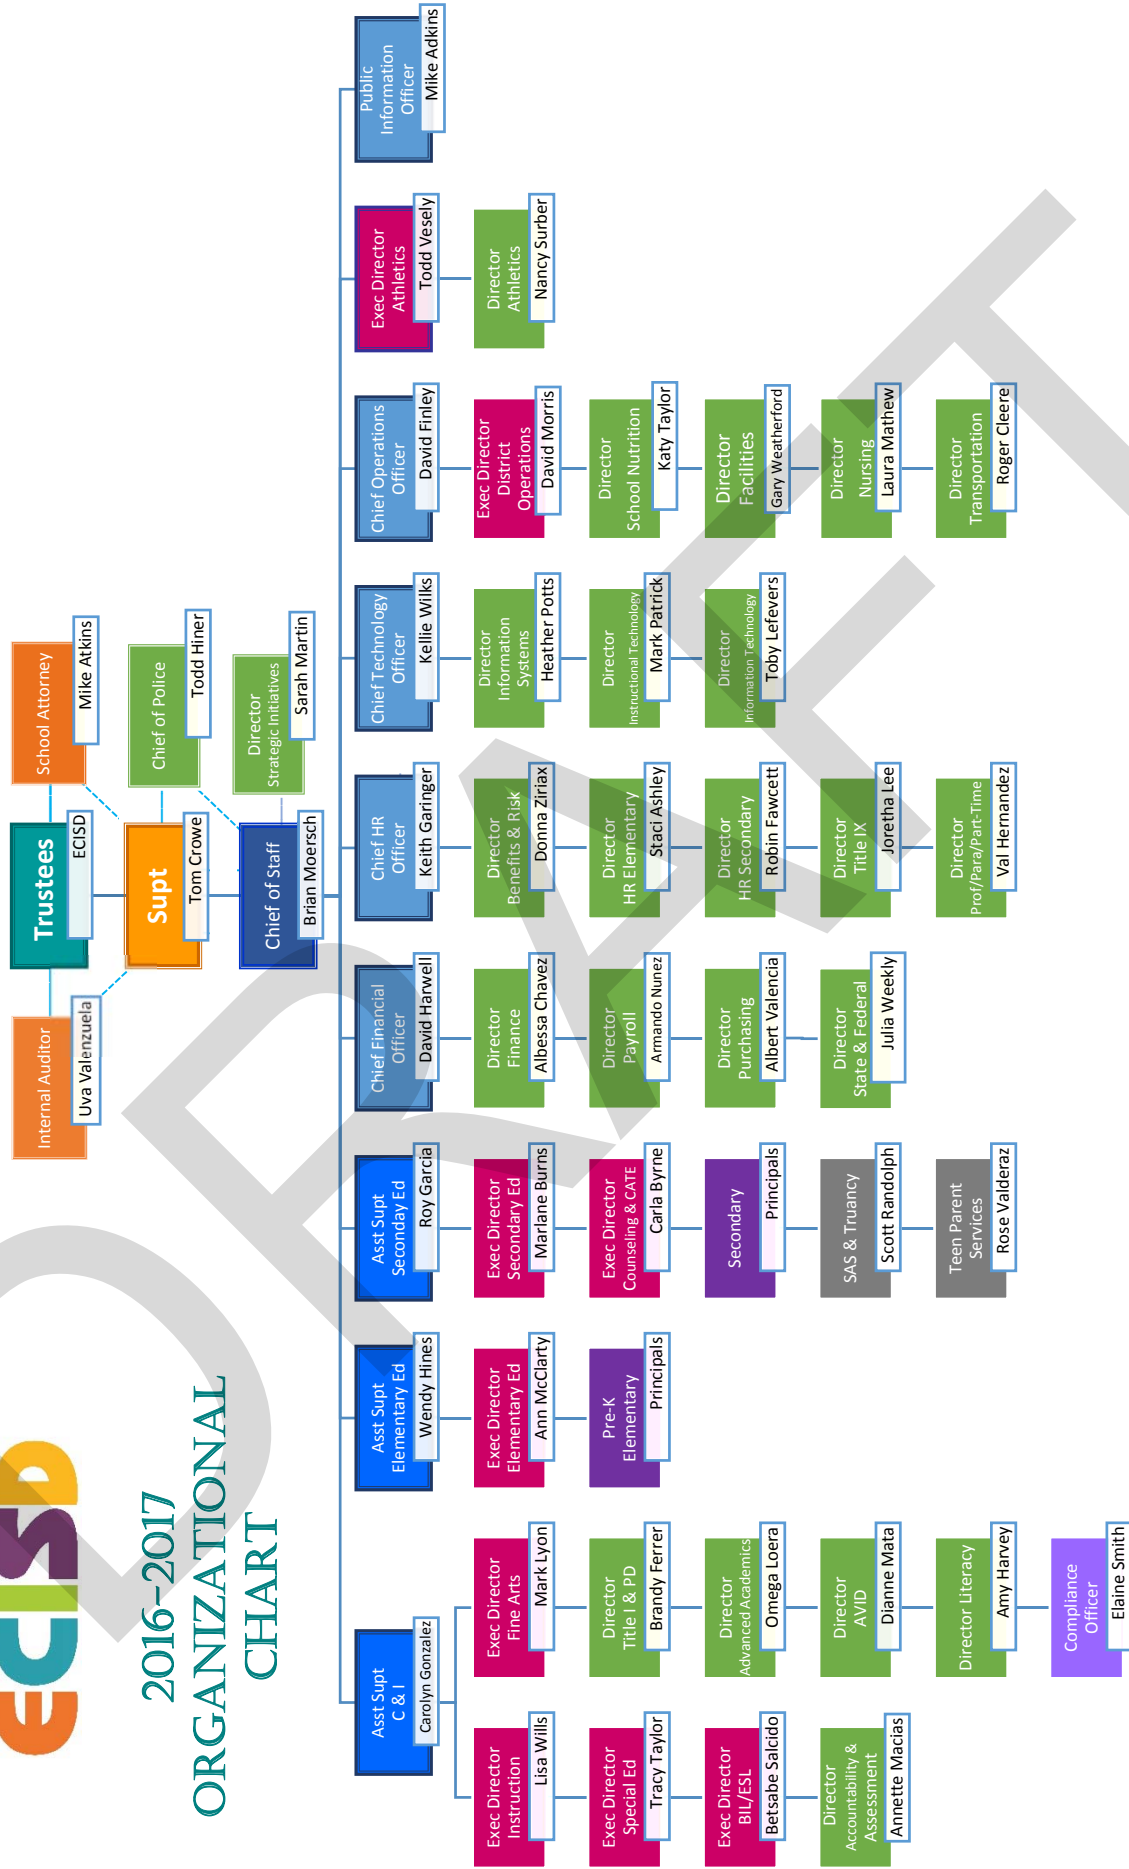 ECISD
2016-2017
ORGANIZATIONAL
CHART
Trustees
ECISD
Internal Auditor
Uva Valenzuela
School Attorney
Mike Atkins
Supt
Tom Crowe
Chief of Police
Todd Hiner
Chief of Staff
Brian Moersch
Director
Strategic Initiatives
Sarah Martin
Asst Supt
C & I
Carolyn Gonzalez
Exec Director
Instruction
Lisa Wills
Exec Director
Special Ed
Tracy Taylor
Exec Director
BIL/ESL
Betsabe Salcido
Director
Accountability &
Assessment
Annette Macias
Exec Director
Fine Arts
Mark Lyon
Director
Title I & PD
Brandy Ferrer
Director
Advanced Academics
Omega Loera
Director
AVID
Dianne Mata
Director Literacy
Amy Harvey
Compliance
Officer
Elaine Smith
Asst Supt
Elementary Ed
Wendy Hines
Exec Director
Elementary Ed
Ann McClarty
Pre-K
Elementary
Principals
Asst Supt
Seconday Ed
Roy Garcia
Exec Director
Secondary Ed
Marlane Burns
Exec Director
Counseling & CATE
Carla Byrne
Secondary
Principals
SAS & Truancy
Scott Randolph
Teen Parent
Services
Rose Valderaz
Chief Financial
Officer
David Harwell
Director
Finance
Albessa Chavez
Director
Payroll
Armando Nunez
Director
Purchasing
Albert Valencia
Director
State & Federal
Julia Weekly
Chief HR
Officer
Keith Garinger
Director
Benefits & Risk
Donna Ziriax
Director
HR Elementary
Staci Ashley
Director
HR Secondary
Robin Fawcett
Director
Title IX
Joretha Lee
Director
Prof/Para/Part-Time
Val Hernandez
Chief Technology
Officer
Kellie Wilks
Director
Information
Systems
Heather Potts
Director
Instructional Technology
Mark Patrick
Director
Information Technology
Toby Lefevers
Chief Operations
Officer
David Finley
Exec Director
District
Operations
David Morris
Director
School Nutrition
Katy Taylor
Director
Facilities
Gary Weatherford
Director
Nursing
Laura Mathew
Director
Transportation
Roger Cleere
Exec Director
Athletics
Todd Vesely
Director
Athletics
Nancy Surber
Public
Information
Officer
Mike Adkins
DRAFT